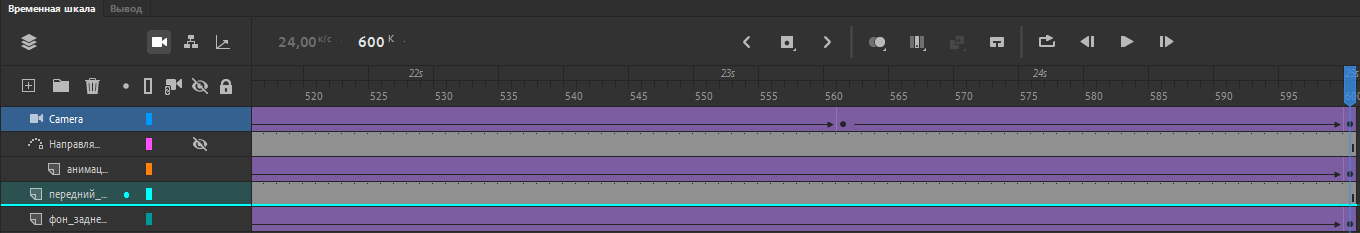 Временная шкала Вывод
24,00 к/с 600 К
22s 23s 24s 25s
520 525 530 535 540 545 550 555 560 565 570 575 580 585 590 595 600
Camera
Направля...
анимац...
передний_...
фон_задне...